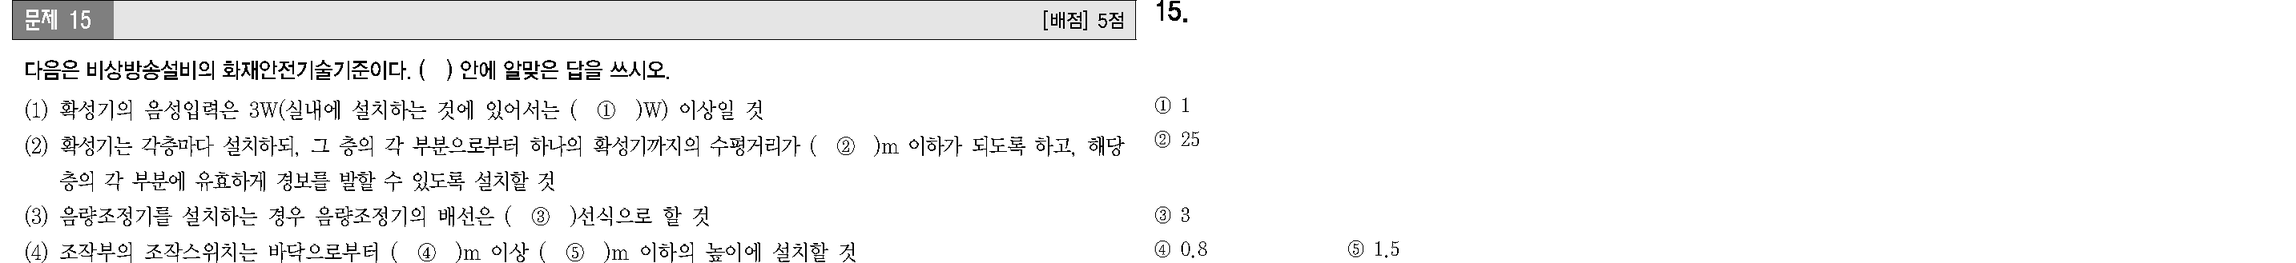 문제 15
[배점] 5점
다음은 비상방송설비의 화재안전기술기준이다. (   ) 안에 알맞은 답을 쓰시오.
(1) 확성기의 음성입력은 3W(실내에 설치하는 것에 있어서는 ( ① )W) 이상일 것
(2) 확성기는 각층마다 설치하되, 그 층의 각 부분으로부터 하나의 확성기까지의 수평거리가 ( ② )m 이하가 되도록 하고, 해당
층의 각 부분에 유효하게 경보를 발할 수 있도록 설치할 것
(3) 음량조정기를 설치하는 경우 음량조정기의 배선은 ( ③ )선식으로 할 것
(4) 조작부의 조작스위치는 바닥으로부터 ( ④ )m 이상 ( ⑤ )m 이하의 높이에 설치할 것
15.
① 1
② 25
③ 3
④ 0.8 ⑤ 1.5